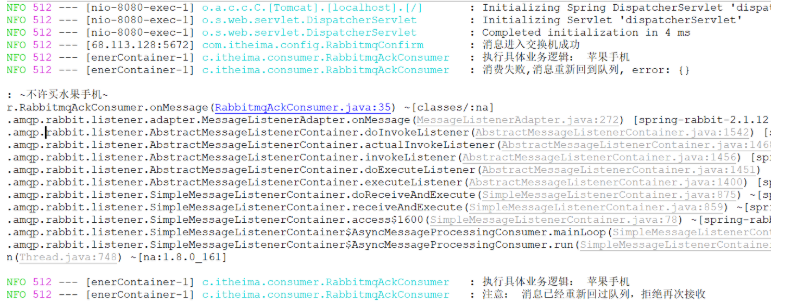 NFO 512 --- [nio-8080-exec-1] o.a.c.c.C.[Tomcat].[localhost].[/] : Initializing Spring DispatcherServlet 'dispat
NFO 512 --- [nio-8080-exec-1] o.s.web.servlet.DispatcherServlet : Initializing Servlet 'dispatcherServlet'
NFO 512 --- [nio-8080-exec-1] o.s.web.servlet.DispatcherServlet : Completed initialization in 4 ms
NFO 512 --- [68.113.128:5672] com.itheima.config.RabbitmqConfirm : 消息进入交换机成功
NFO 512 --- [enerContainer-1] c.itheima.consumer.RabbitmqAckConsumer : 执行具体业务逻辑: 苹果手机
NFO 512 --- [enerContainer-1] c.itheima.consumer.RabbitmqAckConsumer : 消费失败,消息重新回到队列, error: {}
: ~不许买水果手机~
r.RabbitmqAckConsumer.onMessage(RabbitmqAckConsumer.java:35) ~[classes/:na]
.amqp.rabbit.listener.adapter.MessageListenerAdapter.onMessage(MessageListenerAdapter.java:272) [spring-rabbit-2.1.12
.amqp.rabbit.listener.AbstractMessageListenerContainer.doInvokeListener(AbstractMessageListenerContainer.java:1542) [s
.amqp.rabbit.listener.AbstractMessageListenerContainer.actualInvokeListener(AbstractMessageListenerContainer.java:1468
.amqp.rabbit.listener.AbstractMessageListenerContainer.invokeListener(AbstractMessageListenerContainer.java:1456) [spr
.amqp.rabbit.listener.AbstractMessageListenerContainer.doExecuteListener(AbstractMessageListenerContainer.java:1451)
.amqp.rabbit.listener.AbstractMessageListenerContainer.executeListener(AbstractMessageListenerContainer.java:1400) [sp
.amqp.rabbit.listener.SimpleMessageListenerContainer.doReceiveAndExecute(SimpleMessageListenerContainer.java:875) ~[sp
.amqp.rabbit.listener.SimpleMessageListenerContainer.receiveAndExecute(SimpleMessageListenerContainer.java:859) ~[spri
.amqp.rabbit.listener.SimpleMessageListenerContainer.access$1600(SimpleMessageListenerContainer.java:78) ~[spring-rabb
.amqp.rabbit.listener.SimpleMessageListenerContainer$AsyncMessageProcessingConsumer.mainLoop(SimpleMessageListenerCont
.amqp.rabbit.listener.SimpleMessageListenerContainer$AsyncMessageProcessingConsumer.run(SimpleMessageListenerContainer
n(Thread.java:748) ~[na:1.8.0_161]
NFO 512 --- [enerContainer-1] c.itheima.consumer.RabbitmqAckConsumer : 执行具体业务逻辑: 苹果手机
NFO 512 --- [enerContainer-1] c.itheima.consumer.RabbitmqAckConsumer : 注意: 消息已经重新回过队列,拒绝再次接收